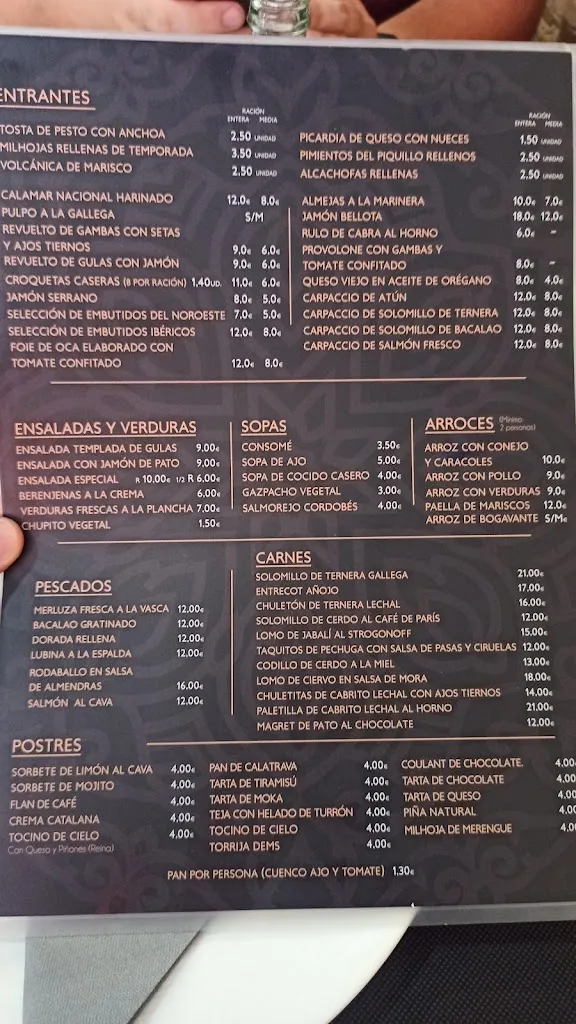 ENTRANTES
RACIÓN
ENTERA MEDIA
TOSTA DE PESTO CON ANCHOA 2.50 UNIDAD
MILHOJAS RELLENAS DE TEMPORADA 3.50 UNIDAD
VOLCÁNICA DE MARISCO 2.50 UNIDAD
CALAMAR NACIONAL HARINADO 12.0€ 8.0€
PULPO A LA GALLEGA S/M
REVUELTO DE GAMBAS CON SETAS
Y AJOS TIERNOS 9.0€ 6.0€
REVUELTO DE GULAS CON JAMÓN 9.0€ 6.0€
CROQUETAS CASERAS (8 POR RACIÓN) 1,40UD. 11.0€ 6.0€
JAMÓN SERRANO 8.0€ 5.0€
SELECCIÓN DE EMBUTIDOS DEL NOROESTE 7.0€ 5.0€
SELECCIÓN DE EMBUTIDOS IBÉRICOS 12.0€ 8.0€
FOIE DE OCA ELABORADO CON
TOMATE CONFITADO 12.0€ 8.0€
RACIÓN
ENTERA MEDIA
PICARDIA DE QUESO CON NUECES 1.50 UNIDAD
PIMIENTOS DEL PIQUILLO RELLENOS 2.50 UNIDAD
ALCACHOFAS RELLENAS 2.50 UNIDAD
ALMEJAS A LA MARINERA 10.0€ 7.0€
JAMÓN BELLOTA 18.0€ 12.0€
RULO DE CABRA AL HORNO 6.0€ –
PROVOLONE CON GAMBAS Y
TOMATE CONFITADO 8.0€ –
QUESO VIEJO EN ACEITE DE ORÉGANO 8.0€ 4.0€
CARPACCIO DE ATÚN 12.0€ 8.0€
CARPACCIO DE SOLOMILLO DE TERNERA 12.0€ 8.0€
CARPACCIO DE SOLOMILLO DE BACALAO 12.0€ 8.0€
CARPACCIO DE SALMÓN FRESCO 12.0€ 8.0€
ENSALADAS Y VERDURAS
ENSALADA TEMPLADA DE GULAS 9.00€
ENSALADA CON JAMÓN DE PATO 9.00€
ENSALADA ESPECIAL R 10.00€ 1/2 R 6.00€
BERENJENAS A LA CREMA 6.00€
VERDURAS FRESCAS A LA PLANCHA 7.00€
CHUPITO VEGETAL 1.50€
SOPAS
CONSOMÉ 3.50€
SOPA DE AJO 5.00€
SOPA DE COCIDO CASERO 4.00€
GAZPACHO VEGETAL 3.00€
SALMOREJO CORDOBÉS 4.00€
ARROCES (Mínimo 2 personas)
ARROZ CON CONEJO
Y CARACOLES 10.0€
ARROZ CON POLLO 9.0€
ARROZ CON VERDURAS 9.0€
PAELLA DE MARISCOS 12.0€
ARROZ DE BOGAVANTE S/M€
PESCADOS
MERLUZA FRESCA A LA VASCA 12.00€
BACALAO GRATINADO 12.00€
DORADA RELLENA 12.00€
LUBINA A LA ESPALDA 12.00€
RODABALLO EN SALSA
DE ALMENDRAS 16.00€
SALMÓN AL CAVA 12.00€
CARNES
SOLOMILLO DE TERNERA GALLEGA 21.00€
ENTRECOT AÑOJO 17.00€
CHULETÓN DE TERNERA LECHAL 16.00€
SOLOMILLO DE CERDO AL CAFÉ DE PARÍS 12.00€
LOMO DE JABALÍ AL STROGONOFF 15.00€
TAQUITOS DE PECHUGA CON SALSA DE PASAS Y CIRUELAS 12.00€
CODILLO DE CERDO A LA MIEL 13.00€
LOMO DE CIERVO EN SALSA DE MORA 18.00€
CHULETITAS DE CABRITO LECHAL CON AJOS TIERNOS 14.00€
PALETILLA DE CABRITO LECHAL AL HORNO 21.00€
MAGRET DE PATO AL CHOCOLATE 12.00€
POSTRES
SORBETE DE LIMÓN AL CAVA 4.00€
SORBETE DE MOJITO 4.00€
FLAN DE CAFÉ 4.00€
CREMA CATALANA 4.00€
TOCINO DE CIELO 4.00€
Con Queso y Piñones (Reina)
PAN DE CALATRAVA 4.00€
TARTA DE TIRAMISÚ 4.00€
TARTA DE MOKA 4.00€
TEJA CON HELADO DE TURRÓN 4.00€
TOCINO DE CIELO 4.00€
TORRIJA DEMS 4.00€
COULANT DE CHOCOLATE. 4.00
TARTA DE CHOCOLATE 4.00
TARTA DE QUESO 4.00
PIÑA NATURAL 4.00
MILHOJA DE MERENGUE 4.00
PAN POR PERSONA (CUENCO AJO Y TOMATE) 1.30€